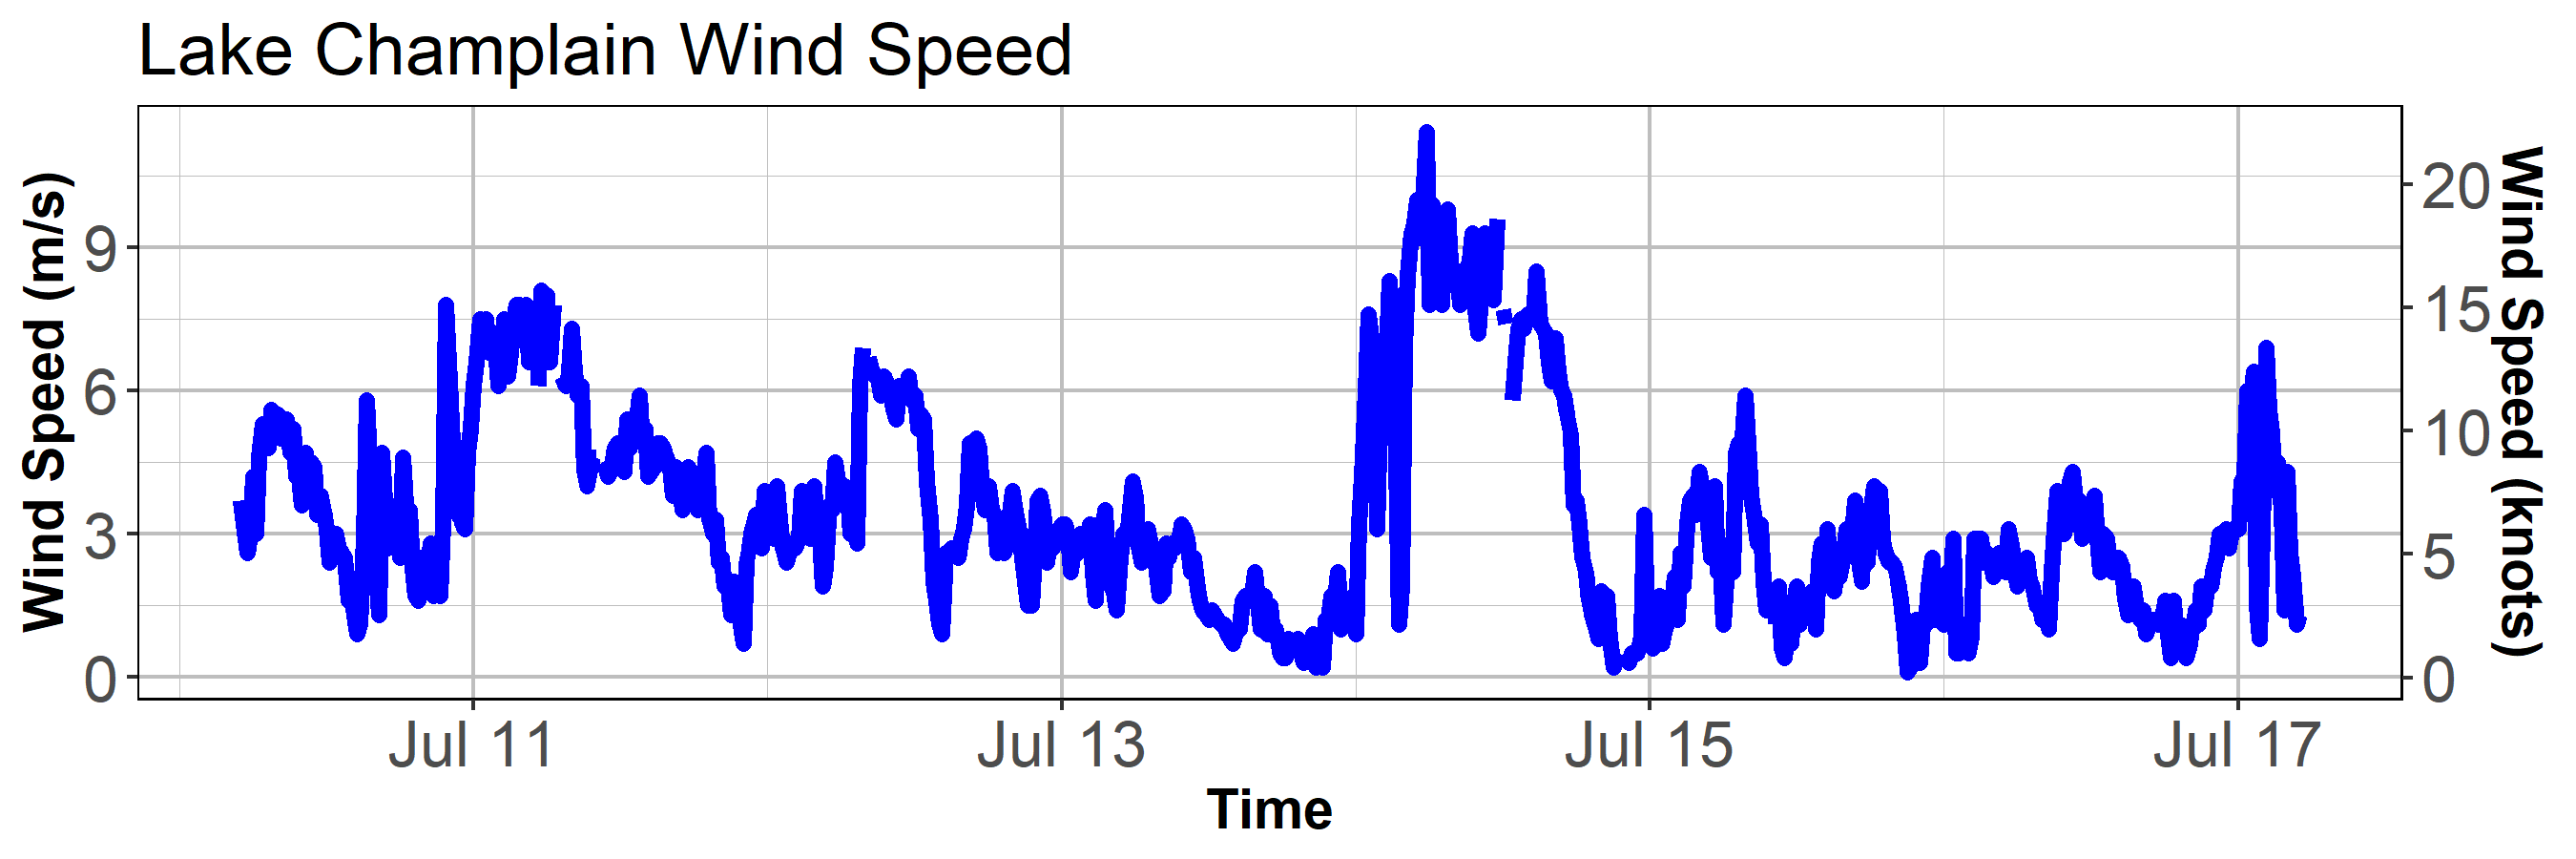 Lake Champlain Wind Speed
Wind Speed (m/s)
9
6
3
0
20
15
10
5
0
Wind Speed (knots)
Jul 11
Jul 13
Jul 15
Jul 17
Time